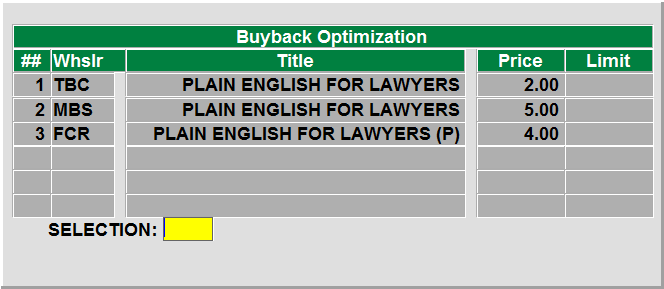 Buyback Optimization
## Whslr Title Price Limit
1 TBC PLAIN ENGLISH FOR LAWYERS 2.00
2 MBS PLAIN ENGLISH FOR LAWYERS 5.00
3 FCR PLAIN ENGLISH FOR LAWYERS (P) 4.00
SELECTION: